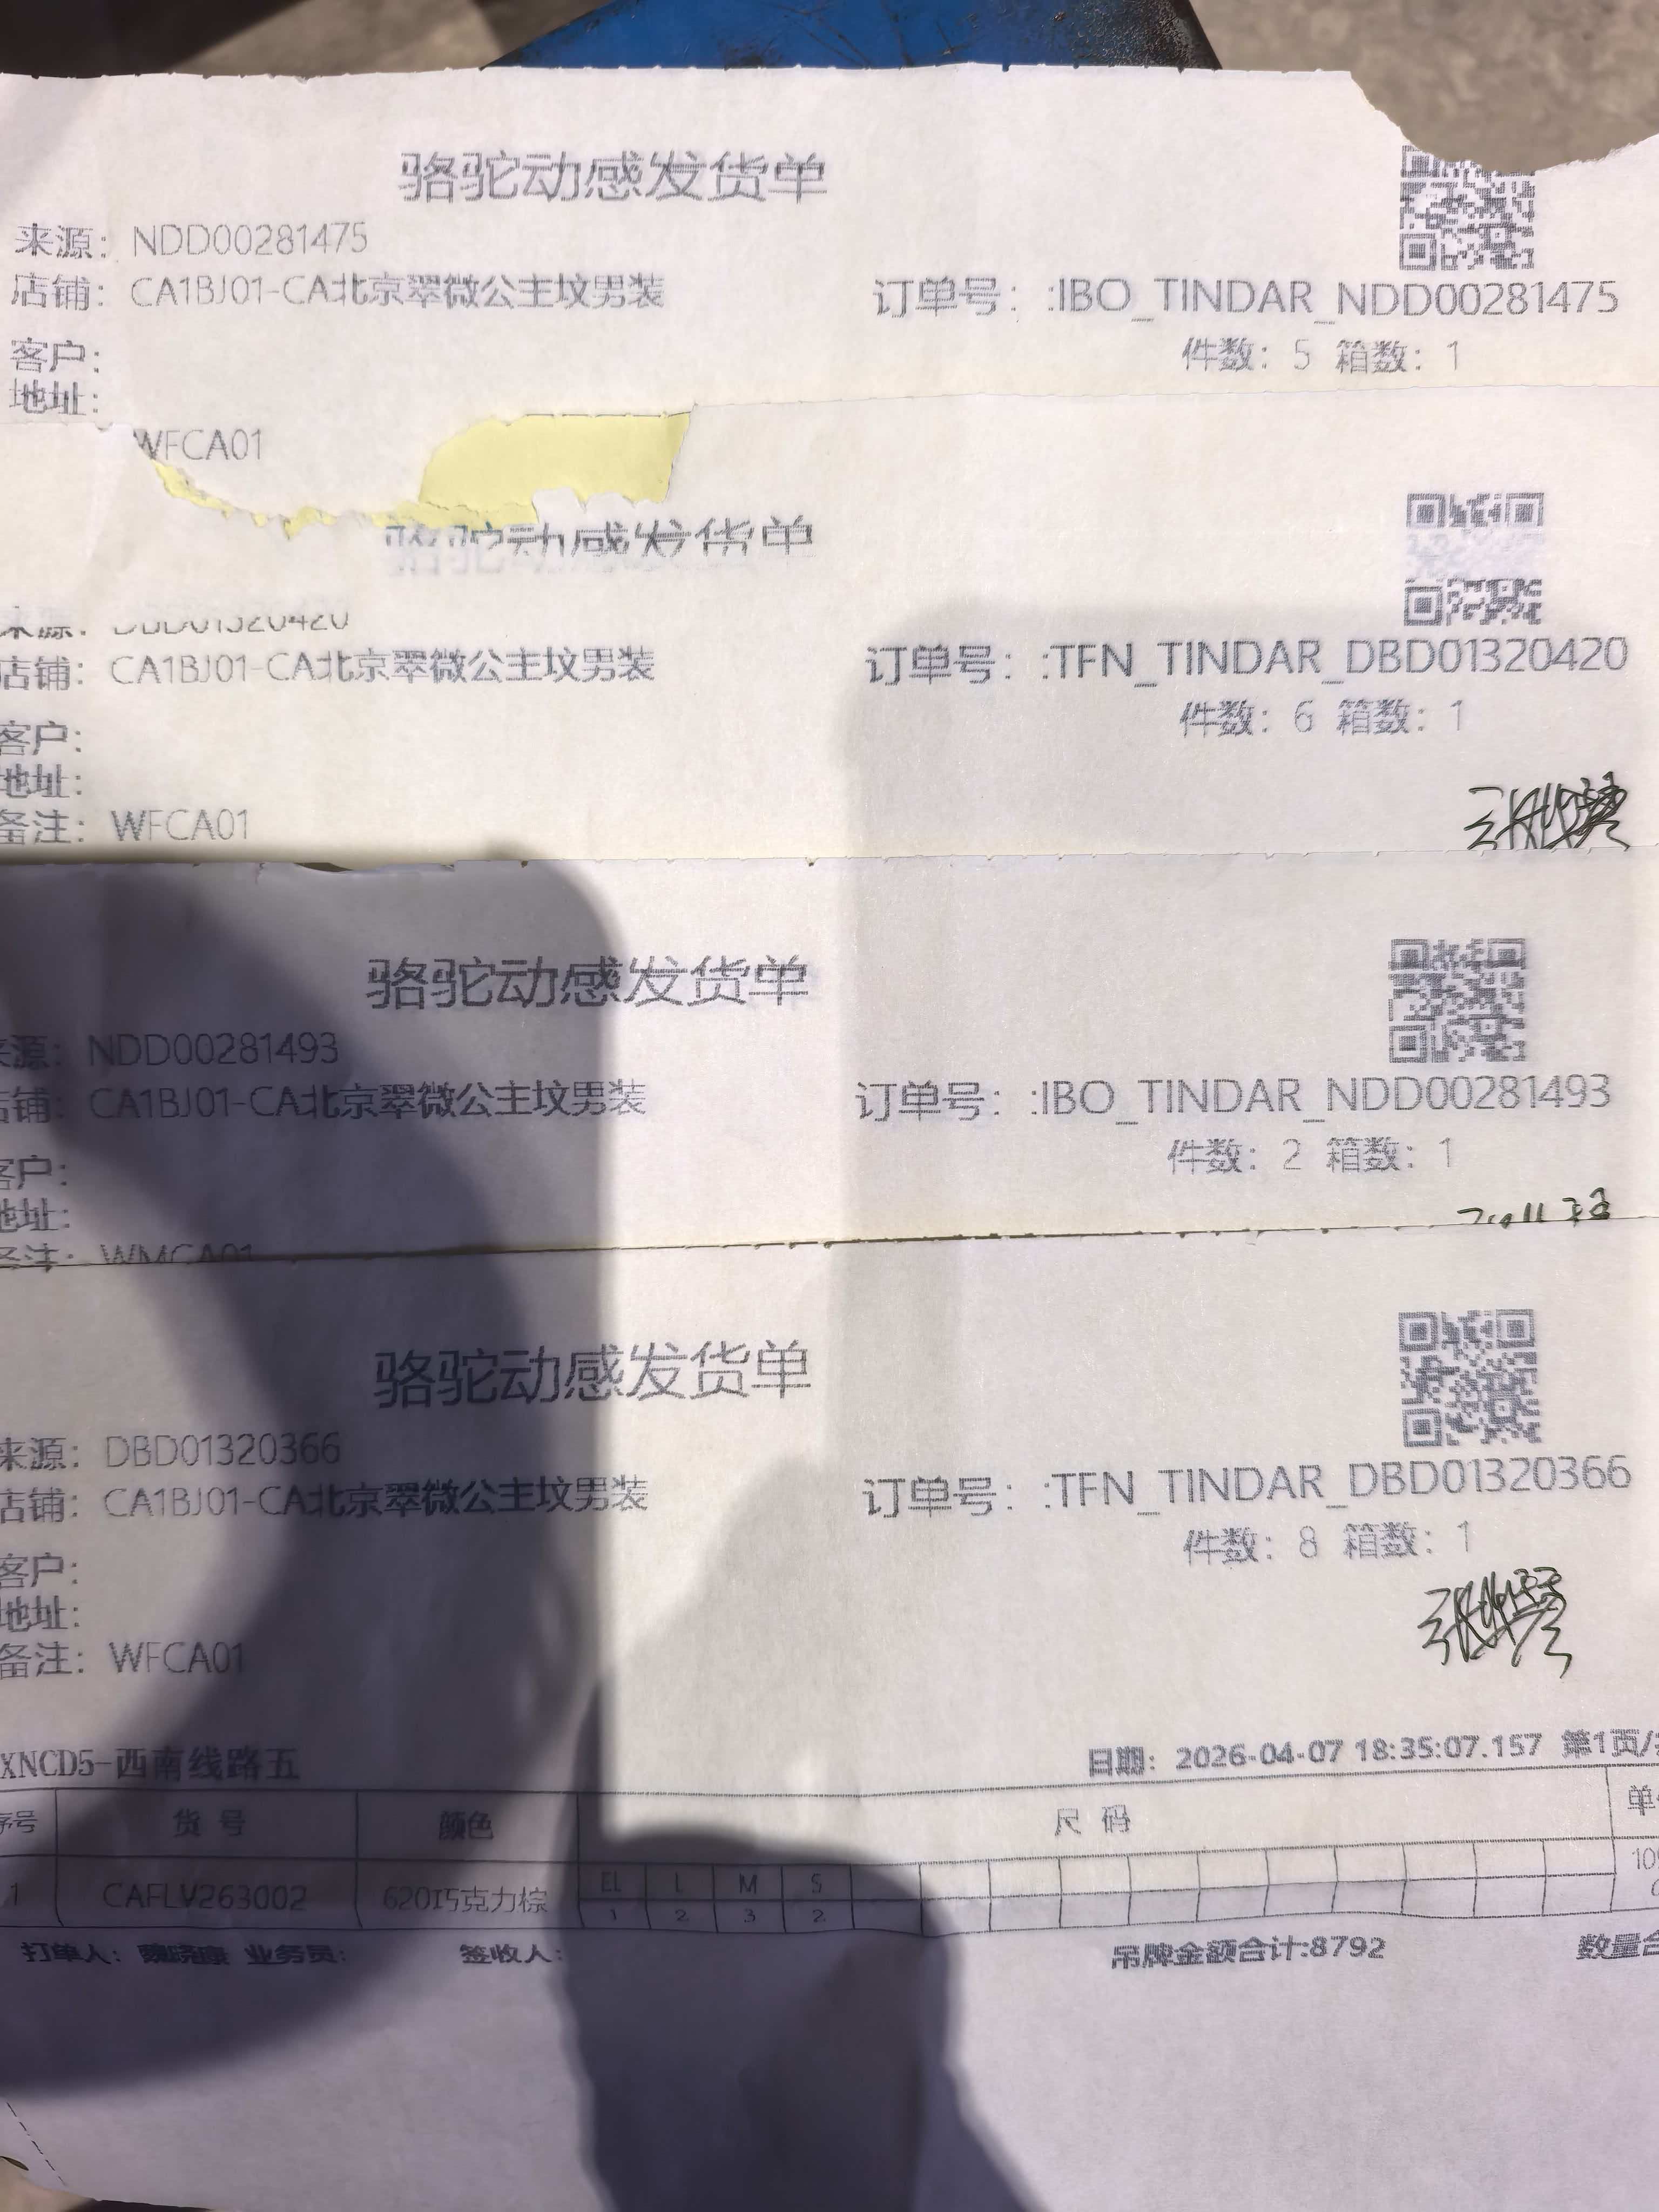 骆驼动感发货单
来源：NDD00281475
店铺：CA1BJ01-CA北京翠微公主坟男装
订单号：:IBO_TINDAR_NDD00281475
件数：5 箱数：1
客户：
地址：
WFCA01
骆驼动感发货单
来源：DBD01320420
店铺：CA1BJ01-CA北京翠微公主坟男装
订单号：:TFN_TINDAR_DBD01320420
件数：6 箱数：1
客户：
地址：
备注：WFCA01
骆驼动感发货单
来源：NDD00281493
店铺：CA1BJ01-CA北京翠微公主坟男装
订单号：:IBO_TINDAR_NDD00281493
件数：2 箱数：1
客户：
地址：
备注：WMCA01
骆驼动感发货单
来源：DBD01320366
店铺：CA1BJ01-CA北京翠微公主坟男装
订单号：:TFN_TINDAR_DBD01320366
件数：8 箱数：1
客户：
地址：
备注：WFCA01
XNCD5-西南线路五
日期：2026-04-07 18:35:07.157 第1页/
序号 货号 颜色 尺码 单
1 CAFLV263002 620巧克力棕 EL L M S
1 2 3 2
打单人： 业务员： 签收人： 吊牌金额合计:8792 数量合